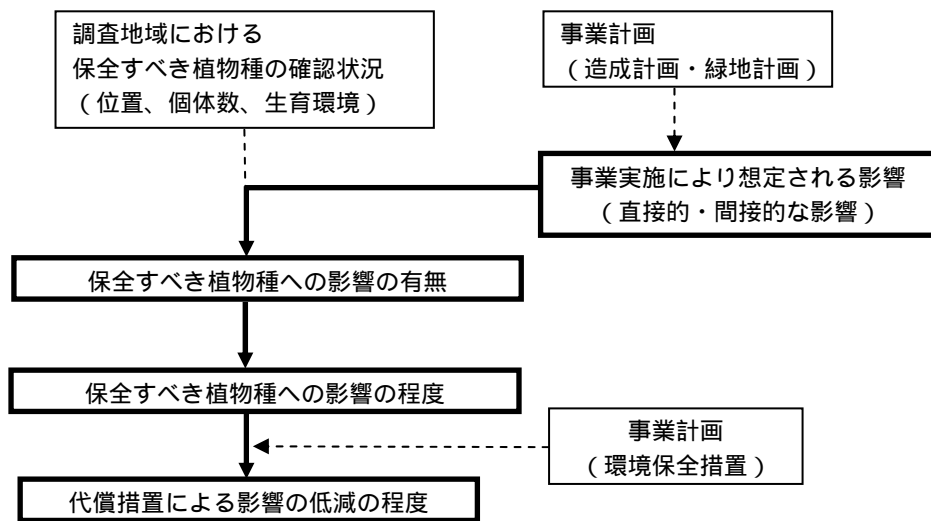 調査地域における
保全すべき植物種の確認状況
（位置、個体数、生育環境）
事業計画
（造成計画・緑地計画）
事業実施により想定される影響
（直接的・間接的な影響）
保全すべき植物種への影響の有無
保全すべき植物種への影響の程度
事業計画
（環境保全措置）
代償措置による影響の低減の程度